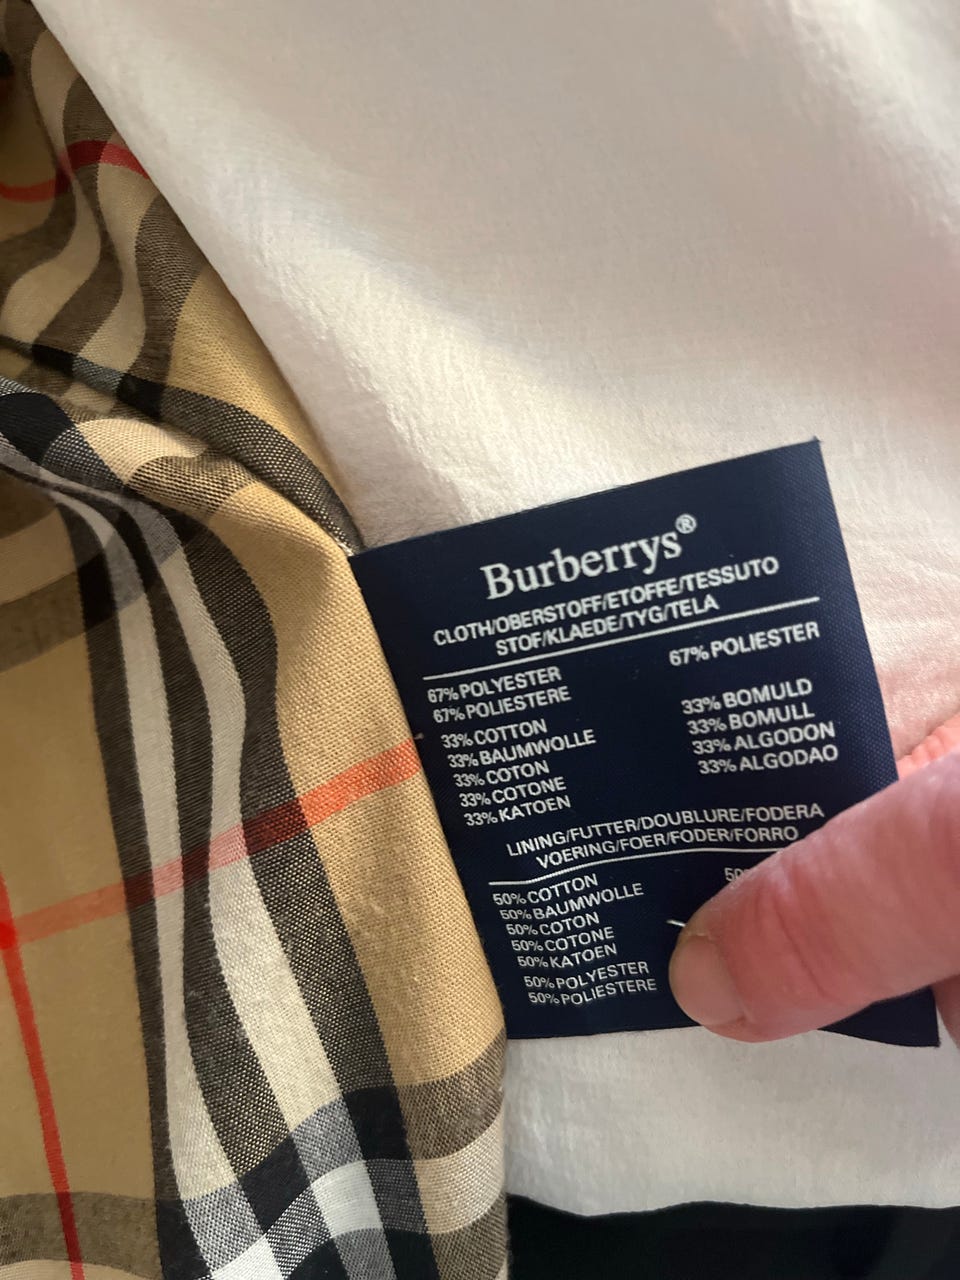 Burberrys®
CLOTH/OBERSTOFF/ETOFFE/TESSUTO
STOF/KLAEDE/TYG/TELA
67% POLYESTER
67% POLIESTERE
33% COTTON
33% BAUMWOLLE
33% COTON
33% COTONE
33% KATOEN
67% POLIESTER
33% BOMULD
33% BOMULL
33% ALGODON
33% ALGODAO
LINING/FUTTER/DOUBLURE/FODERA
VOERING/FOER/FODER/FORRO
50% COTTON
50% BAUMWOLLE
50% COTON
50% COTONE
50% KATOEN
50% POLYESTER
50% POLIESTERE